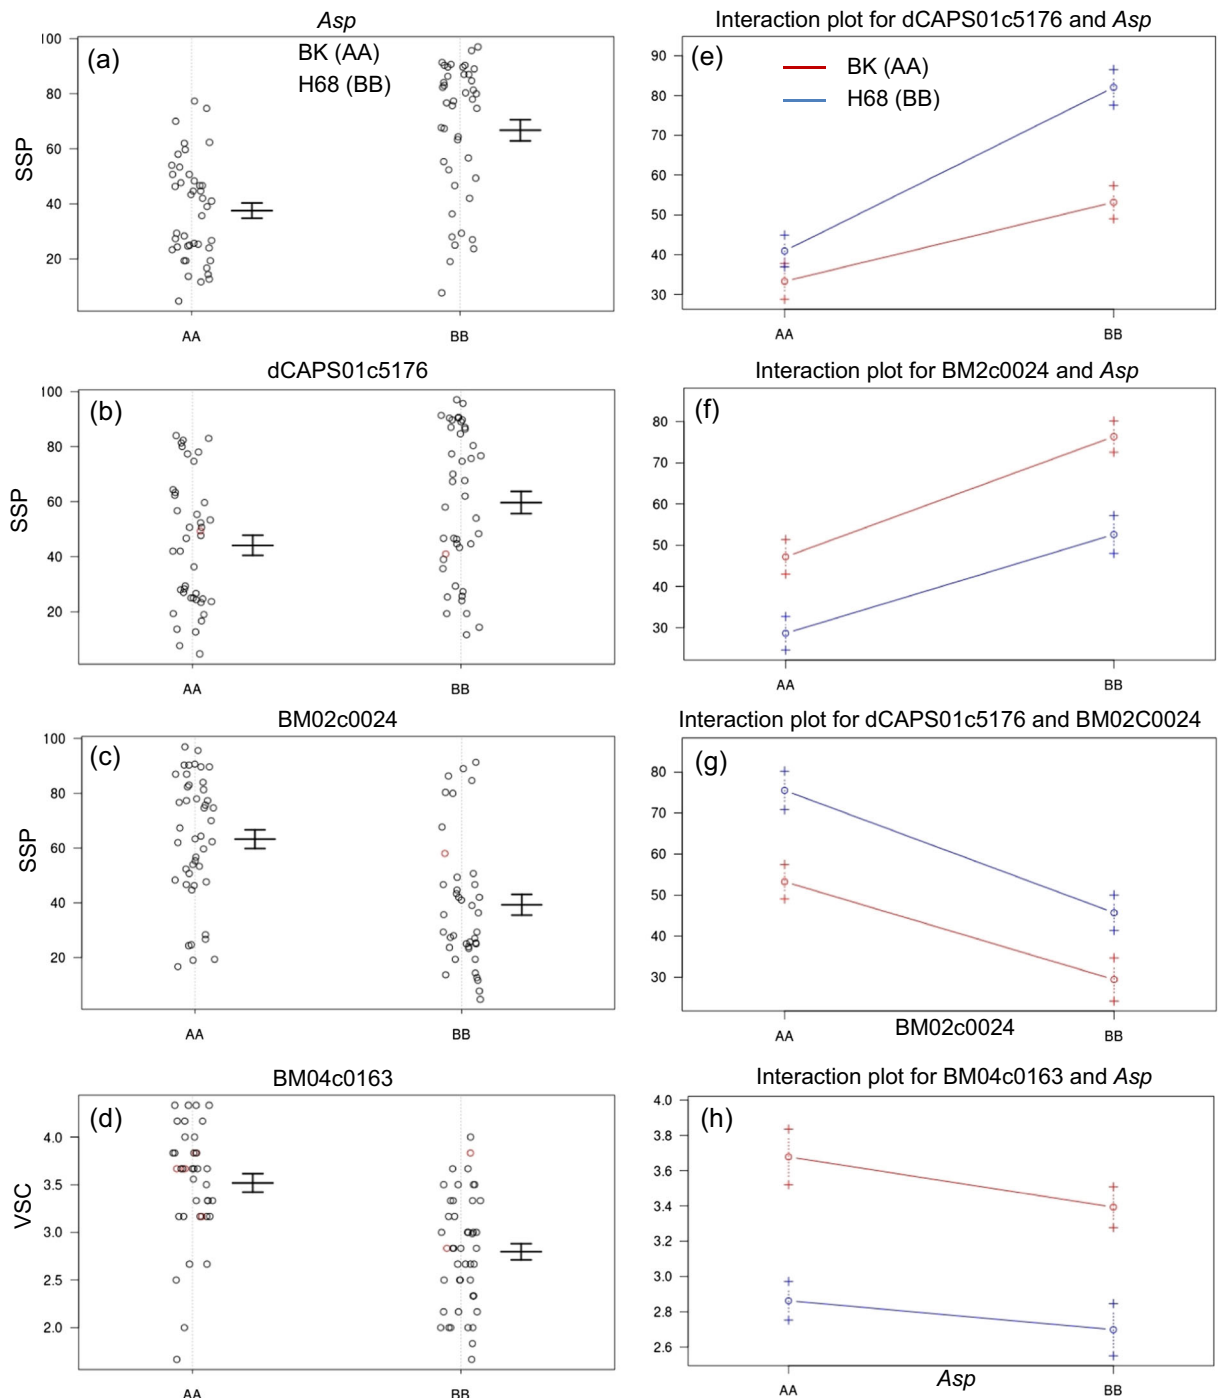 Asp
(a)
BK (AA)
H68 (BB)
100
80
60
40
20
SSP
AA
BB
dCAPS01c5176
(b)
100
80
60
40
20
SSP
AA
BB
BM02c0024
(c)
100
80
60
40
20
SSP
AA
BB
BM04c0163
(d)
4.0
3.5
3.0
2.5
2.0
VSC
AA
BB
Interaction plot for dCAPS01c5176 and Asp
(e)
BK (AA)
H68 (BB)
90
80
70
60
50
40
30
AA
BB
Interaction plot for BM2c0024 and Asp
(f)
80
70
60
50
40
30
AA
BB
Interaction plot for dCAPS01c5176 and BM02C0024
(g)
80
70
60
50
40
30
AA
BM02c0024
BB
Interaction plot for BM04c0163 and Asp
(h)
4.0
3.8
3.6
3.4
3.2
3.0
2.8
2.6
AA
Asp
BB